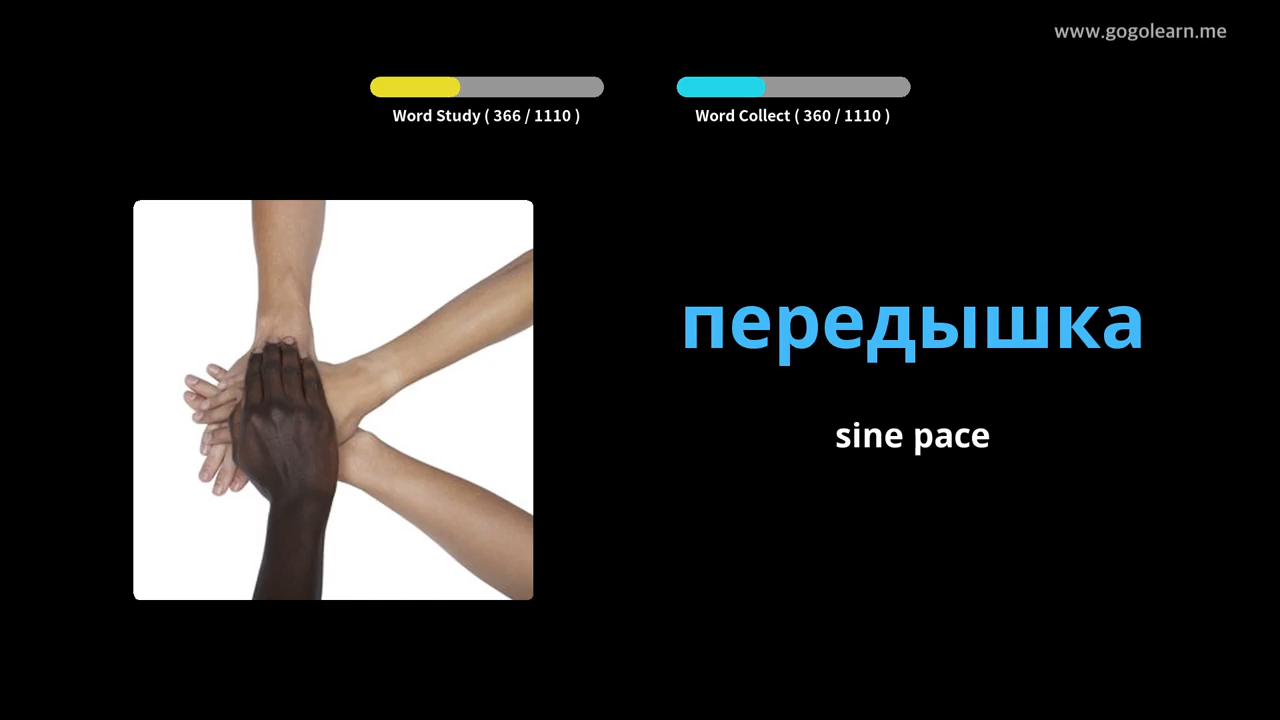 www.gogolearn.me
Word Study ( 366 / 1110 )
Word Collect ( 360 / 1110 )
передышка
sine pace